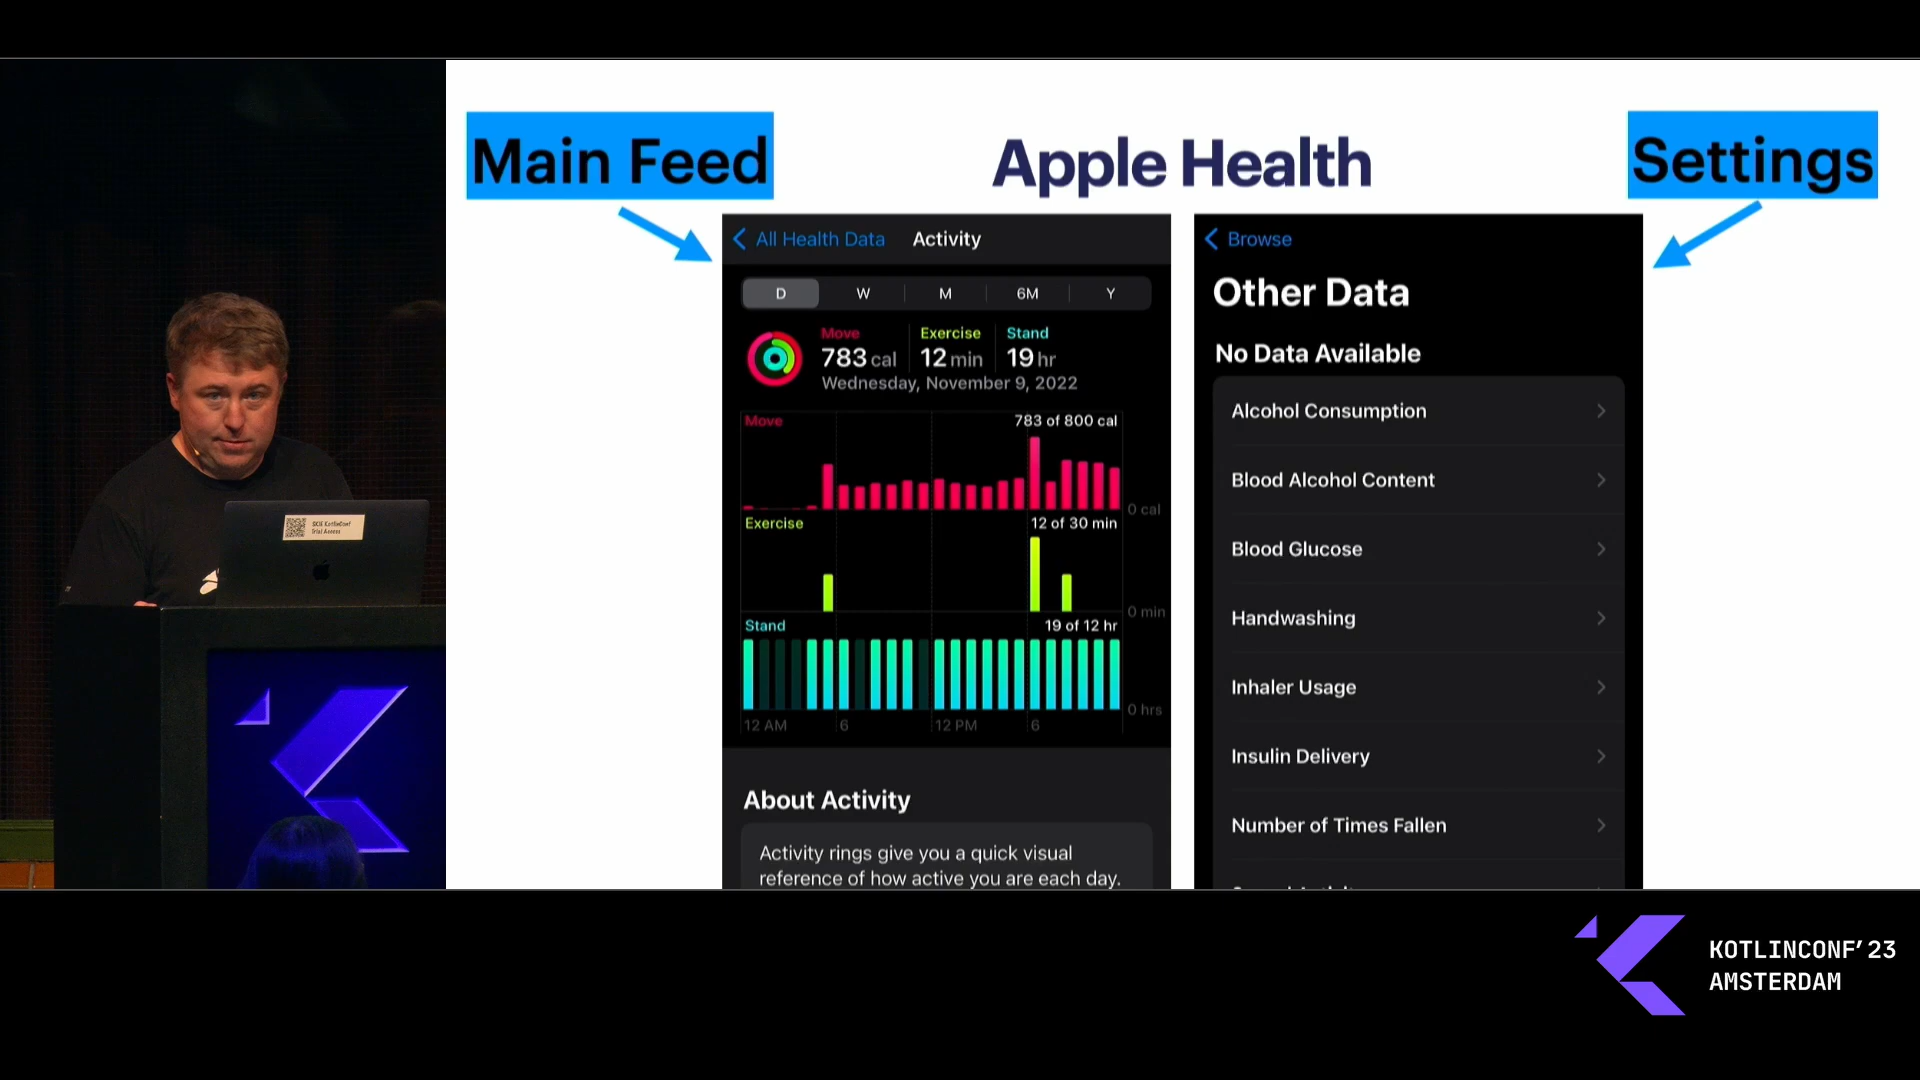 Main Feed
Apple Health
Settings
All Health Data
Activity
D
W
M
6M
Y
Move
Exercise
Stand
783 cal
12 min
19 hr
Wednesday, November 9, 2022
Move
783 of 800 cal
0 cal
Exercise
12 of 30 min
0 min
Stand
19 of 12 hr
0 hrs
12 AM
6
12 PM
6
About Activity
Activity rings give you a quick visual
reference of how active you are each day.
Browse
Other Data
No Data Available
Alcohol Consumption
Blood Alcohol Content
Blood Glucose
Handwashing
Inhaler Usage
Insulin Delivery
Number of Times Fallen
SKIE KotlinConf
Trial Access
KOTLINCONF'23
AMSTERDAM